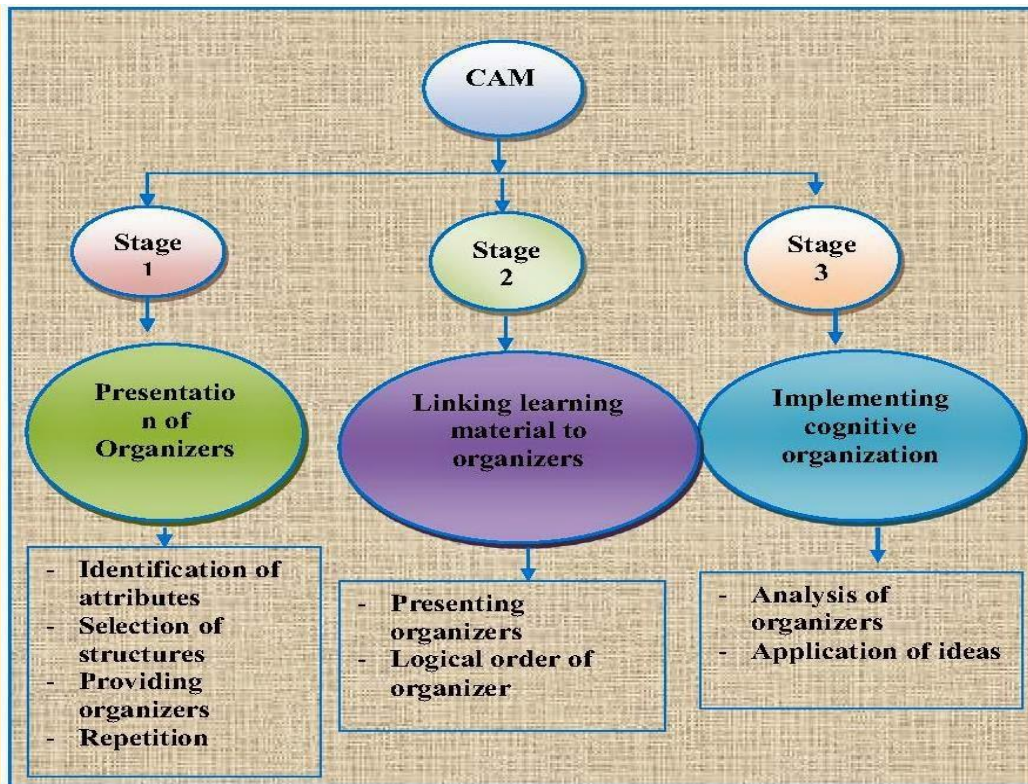 CAM
Stage
1
Stage
2
Stage
3
Presentatio
n of
Organizers
Linking learning
material to
organizers
Implementing
cognitive
organization
- Identification of
attributes
- Selection of
structures
- Providing
organizers
- Repetition
- Presenting
organizers
- Logical order of
organizer
- Analysis of
organizers
- Application of ideas